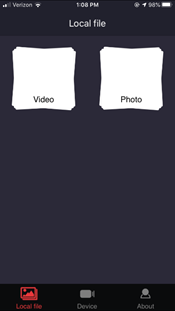 Verizon
1:08 PM
98%
Local file
Video
Photo
Local file
Device
About